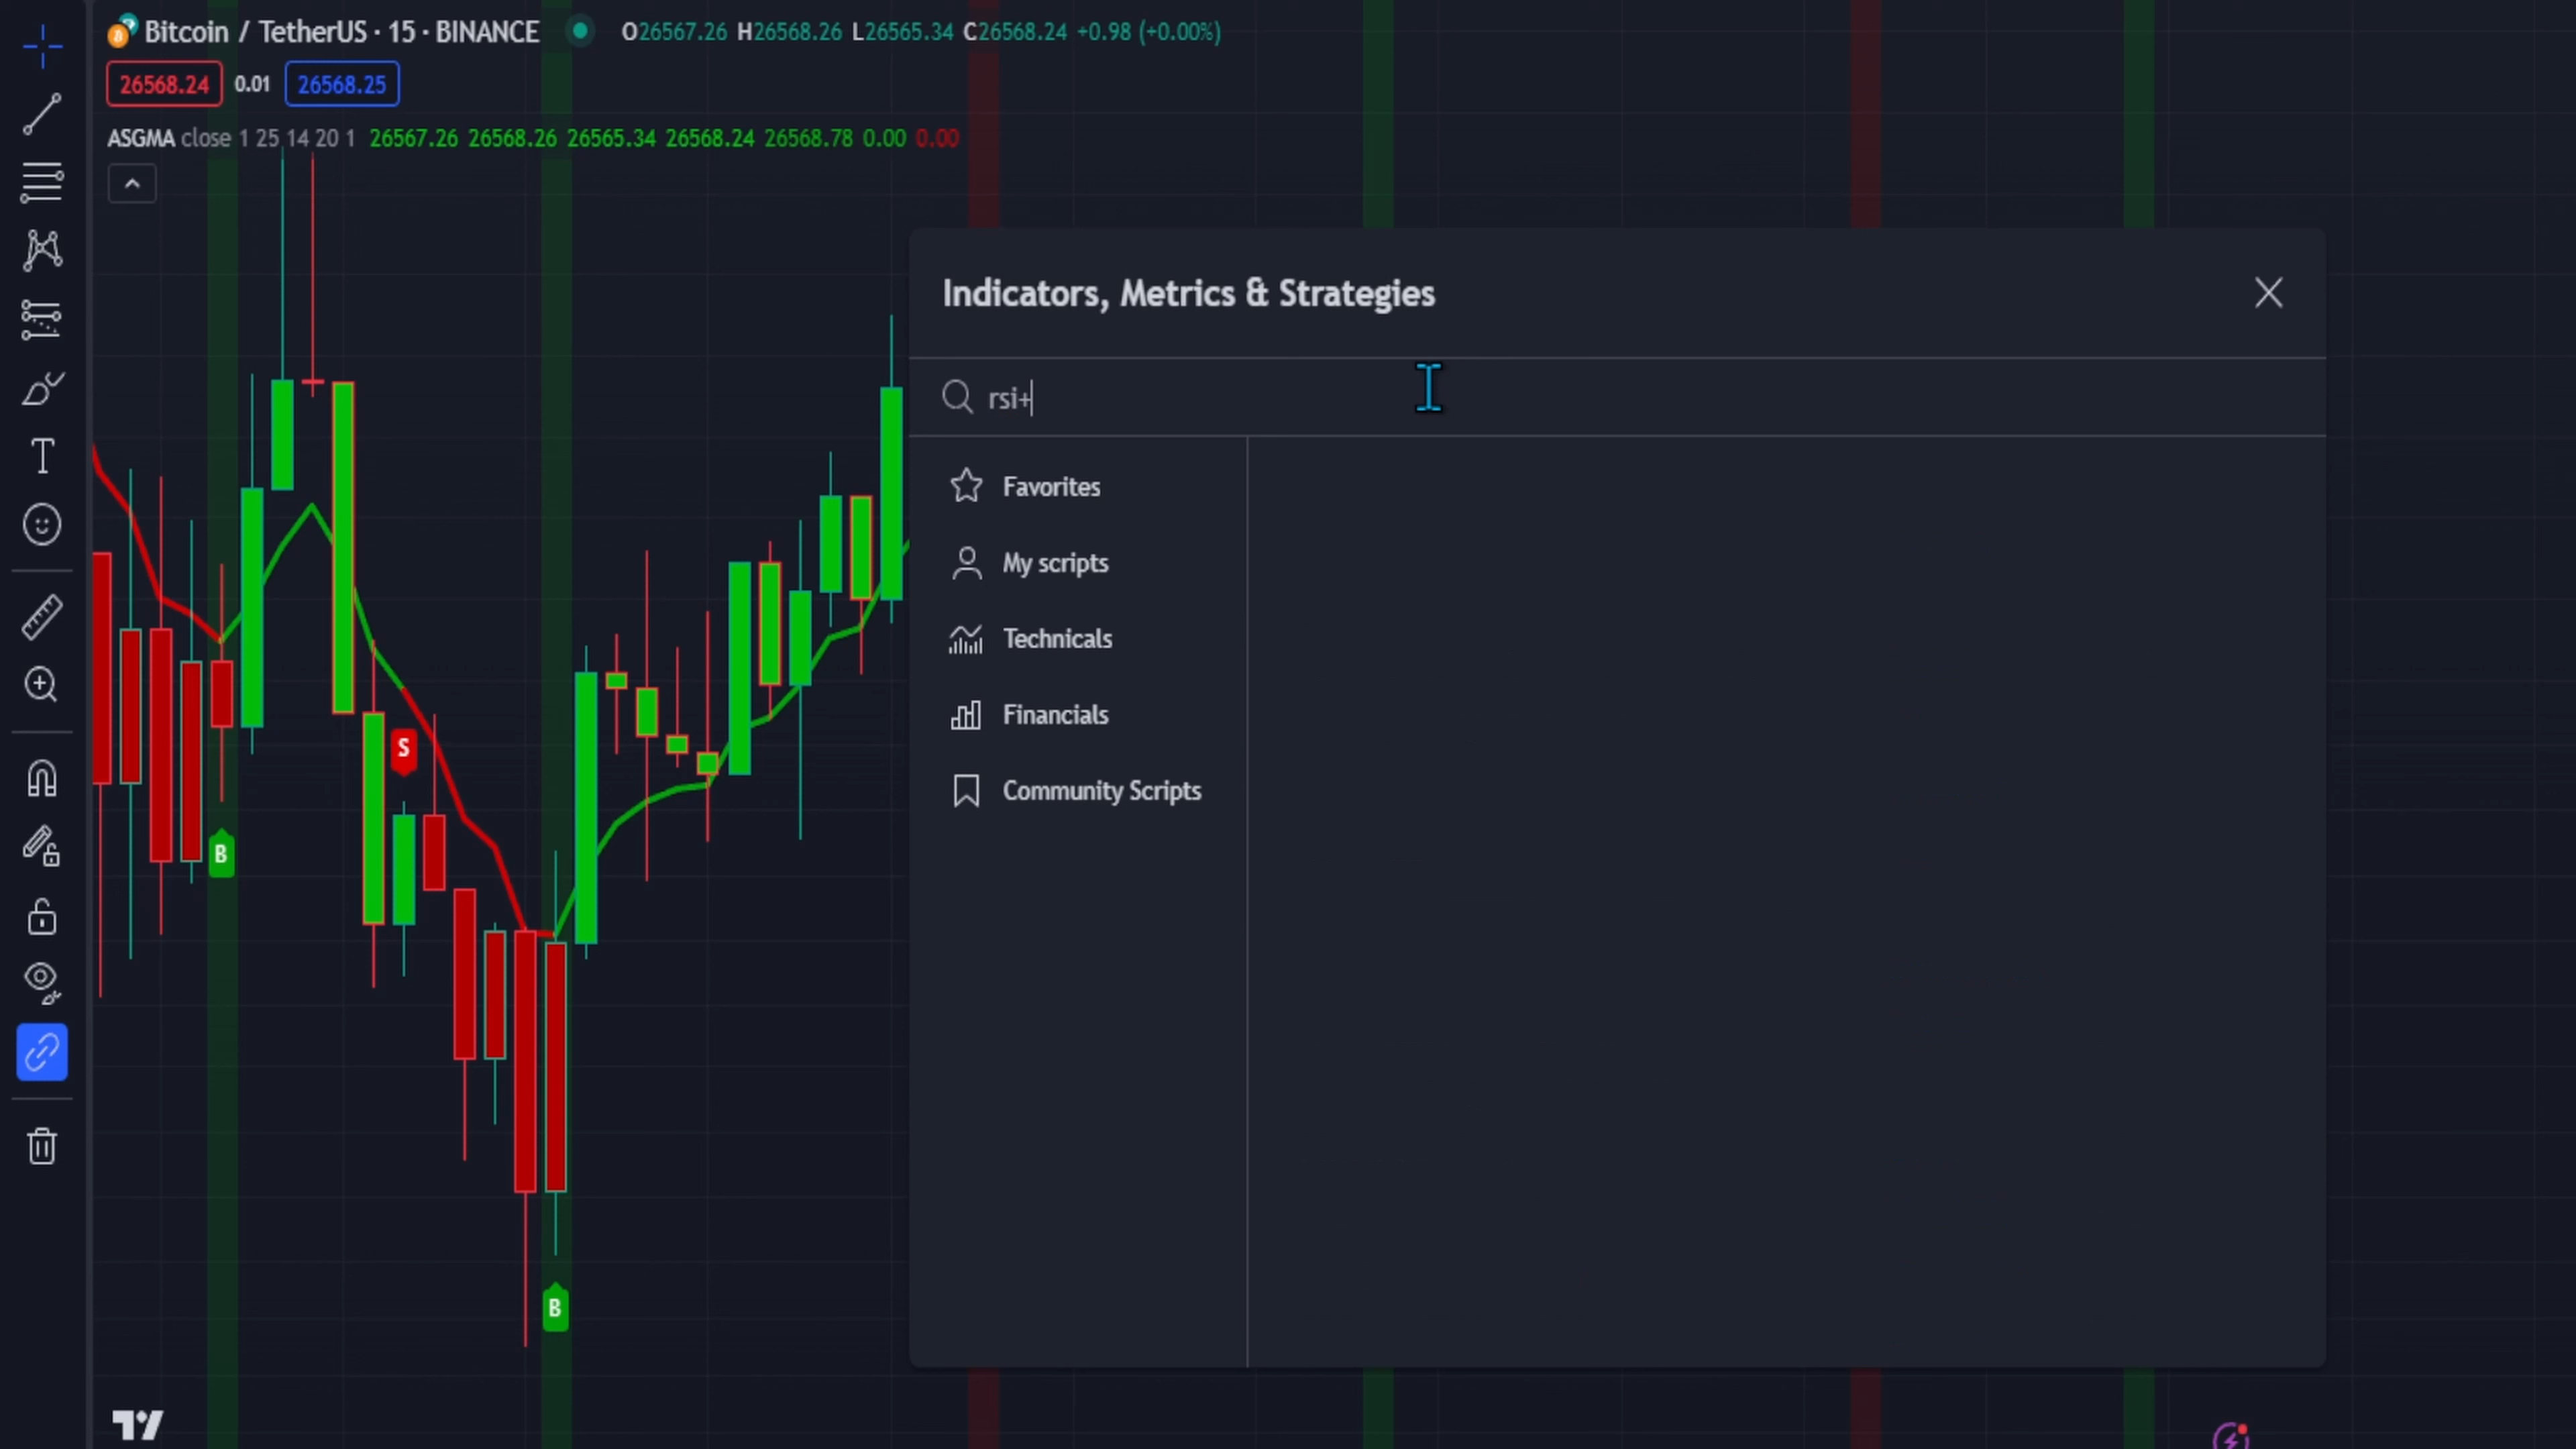 Bitcoin / TetherUS · 15 · BINANCE O26567.26 H26568.26 L26565.34 C26568.24 +0.98 (+0.00%)
26568.24 0.01 26568.25
ASGMA close 1 25 14 20 1 26567.26 26568.26 26565.34 26568.24 26568.78 0.00 0.00
Indicators, Metrics & Strategies
rsi+
Favorites
My scripts
Technicals
Financials
Community Scripts
S
B
B